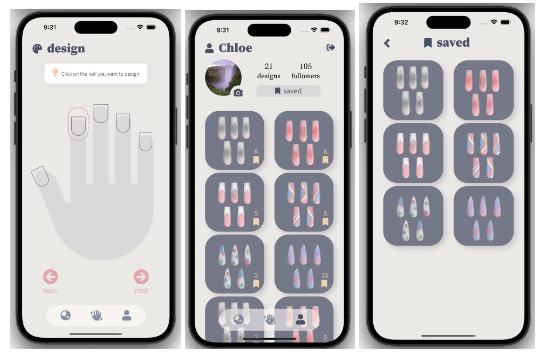 9:31
design
Click on the nail you want to design
back
next
9:31
Chloe
21
designs
105
followers
saved
8
8
5
5
2
15
9:32
saved